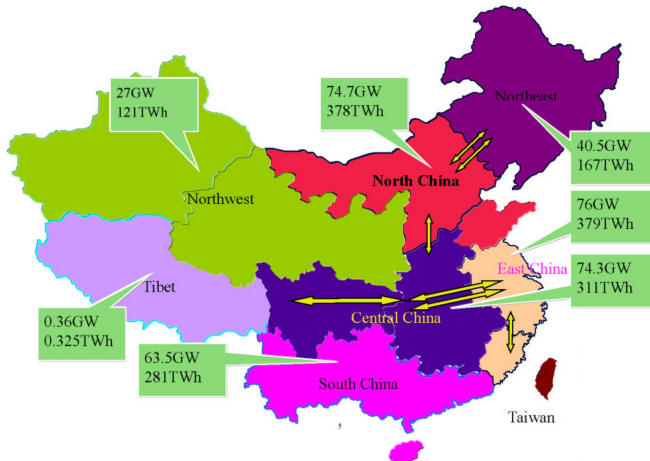 Northeast
27GW
121TWh
74.7GW
378TWh
40.5GW
167TWh
North China
Northwest
76GW
379TWh
East China
74.3GW
311TWh
Tibet
Central China
0.36GW
0.325TWh
63.5GW
281TWh
South China
Taiwan
5